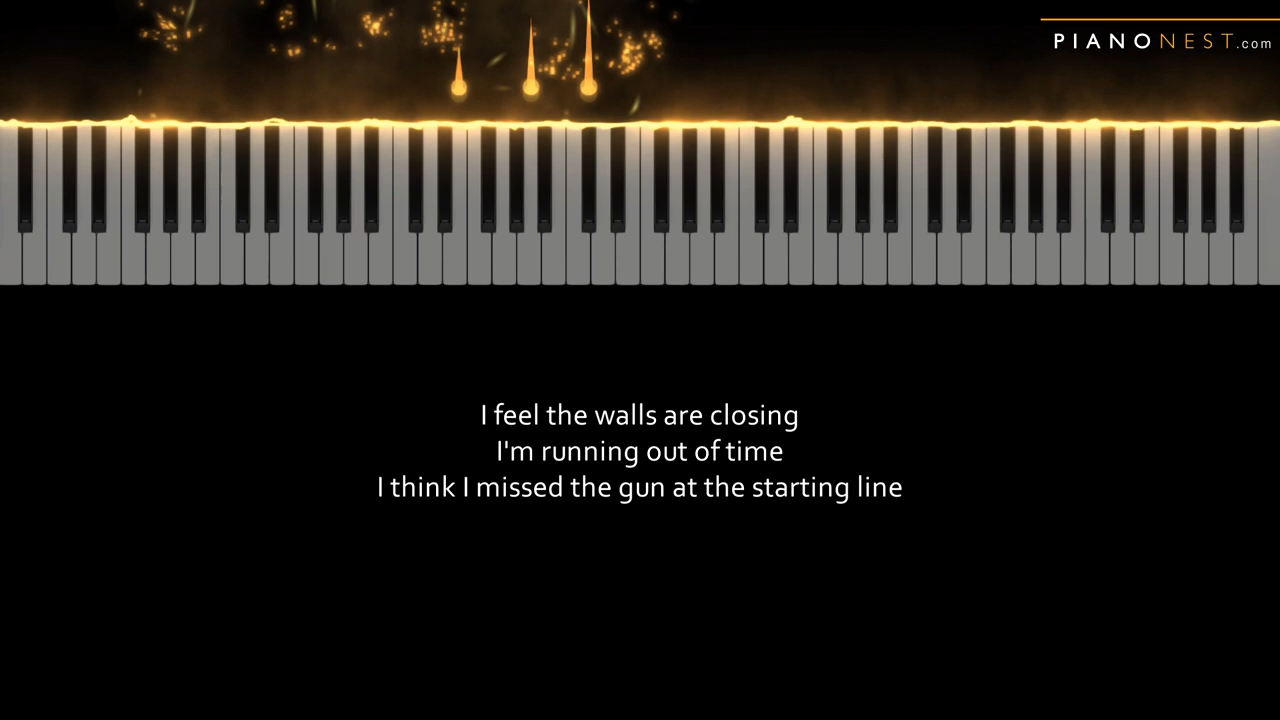 PIANONEST.com
I feel the walls are closing
I'm running out of time
I think I missed the gun at the starting line